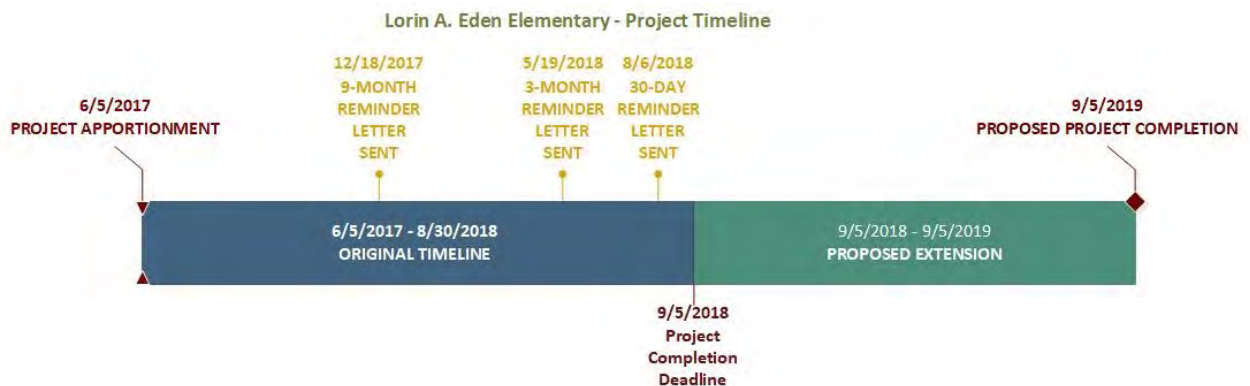 Lorin A. Eden Elementary - Project Timeline
12/18/2017
9-MONTH
REMINDER
LETTER
SENT
5/19/2018
3-MONTH
REMINDER
LETTER
SENT
8/6/2018
30-DAY
REMINDER
LETTER
SENT
6/5/2017
PROJECT APPORTIONMENT
9/5/2019
PROPOSED PROJECT COMPLETION
6/5/2017 - 8/30/2018
ORIGINAL TIMELINE
9/5/2018 - 9/5/2019
PROPOSED EXTENSION
9/5/2018
Project
Completion
Deadline